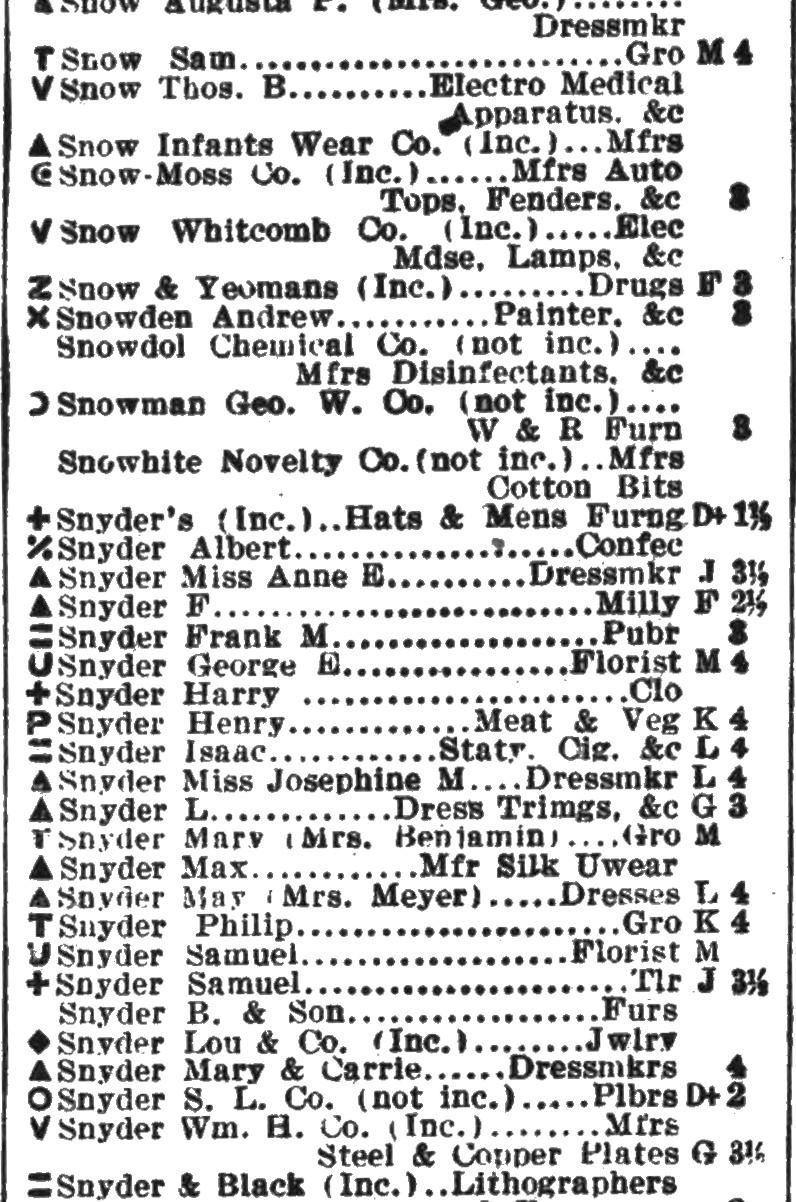 ▲ Snow Augusta P. (Mrs. Geo.)........
Dressmkr
T Snow Sam............................Gro M 4
V Snow Thos. B..........Electro Medical
Apparatus, &c
▲ Snow Infants Wear Co. (Inc.)...Mfrs
Snow-Moss Co. (Inc.)......Mfrs Auto
Tops, Fenders, &c 3
V Snow Whitcomb Co. (Inc.).....Elec
Mdse, Lamps, &c
Z Snow & Yeomans (Inc.).........Drugs F 3
X Snowden Andrew...........Painter, &c 3
Snowdol Chemical Co. (not inc.)....
Mfrs Disinfectants, &c
Ɔ Snowman Geo. W. Co. (not inc.)....
W & R Furn 3
Snowhite Novelty Co.(not inc.)..Mfrs
Cotton Bits
+ Snyder's (Inc.)..Hats & Mens Furng D+ 1½
% Snyder Albert....................Confec
▲ Snyder Miss Anne E..........Dressmkr J 3½
▲ Snyder F...........................Milly F 2½
= Snyder Frank M...................Pubr 3
U Snyder George E................Florist M 4
+ Snyder Harry .......................Clo
P Snyder Henry.............Meat & Veg K 4
= Snyder Isaac............Staty, Cig, &c L 4
▲ Snyder Miss Josephine M....Dressmkr L 4
▲ Snyder L.............Dress Trimgs, &c G 3
T Snyder Mary (Mrs. Benjamin)....Gro M
▲ Snyder Max............Mfr Silk Uwear
▲ Snyder May (Mrs. Meyer).....Dresses L 4
T Snyder Philip.......................Gro K 4
U Snyder Samuel...................Florist M
+ Snyder Samuel.......................Tlr J 3½
Snyder B. & Son..................Furs
◆ Snyder Lou & Co. (Inc.)........Jwlry
▲ Snyder Mary & Carrie......Dressmkrs 4
O Snyder S. L. Co. (not inc.).....Plbrs D+ 2
V Snyder Wm. H. Co. (Inc.)........Mfrs
Steel & Copper Plates G 3½
= Snyder & Black (Inc.)..Lithographers